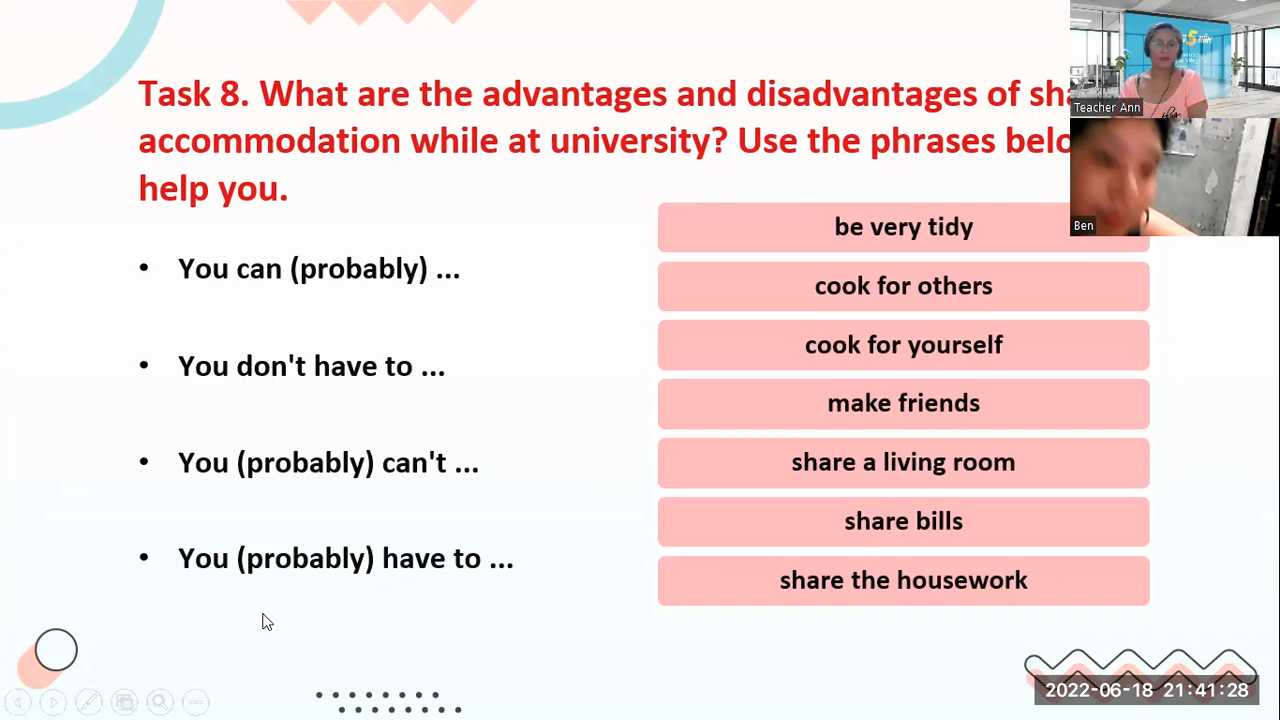 Task 8. What are the advantages and disadvantages of
accommodation while at university? Use the phrases
help you.
• You can (probably) ...
• You don't have to ...
• You (probably) can't ...
• You (probably) have to ...
be very tidy
cook for others
cook for yourself
make friends
share a living room
share bills
share the housework
Teacher Ann
Ben
2022-06-18 21:41:28